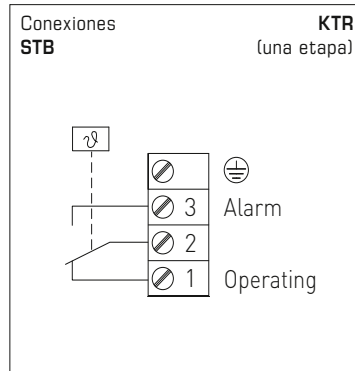 Conexiones KTR
STB (una etapa)
ϑ
3 Alarm
2
1 Operating